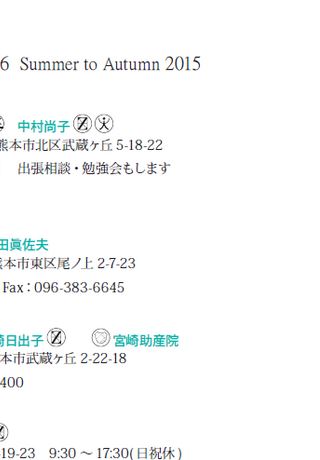 6 Summer to Autumn 2015
中村尚子
熊本市北区武蔵ヶ丘 5-18-22
出張相談・勉強会もします
田眞佐夫
熊本市東区尾ノ上 2-7-23
Fax：096-383-6645
崎日出子 宮崎助産院
本市武蔵ヶ丘 2-22-18
400
-19-23 9:30 〜 17:30(日祝休)